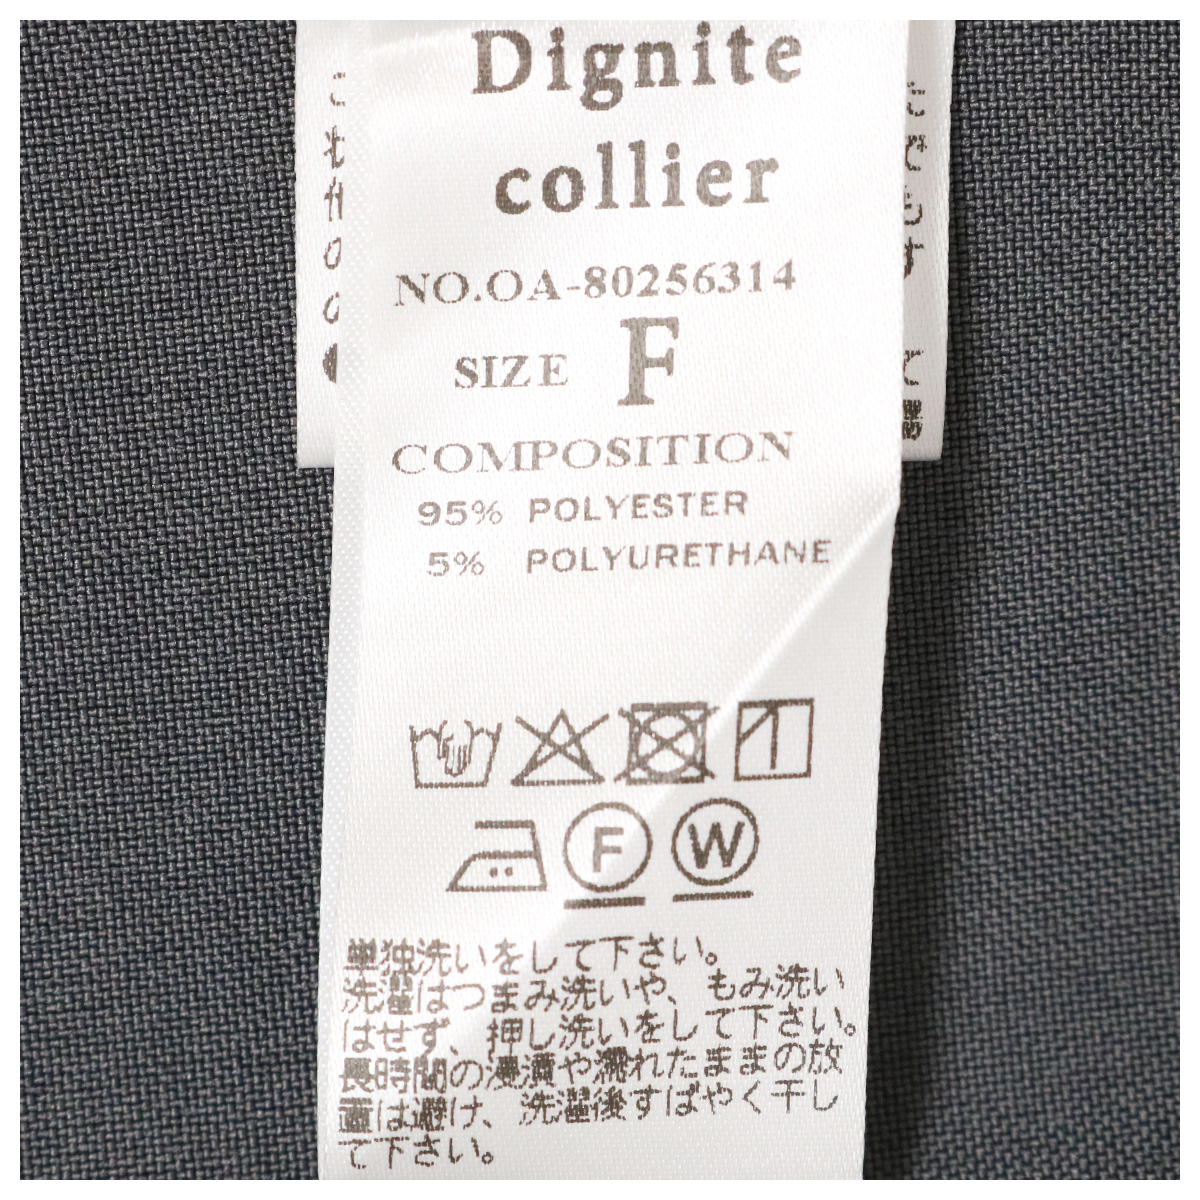 Dignite
collier
NO.OA-80256314
SIZE F
COMPOSITION
95% POLYESTER
5% POLYURETHANE
F W
単独洗いをして下さい。
洗濯はつまみ洗いや、もみ洗い
はせず、押し洗いをして下さい。
長時間の浸漬や濡れたままの放
置は避け、洗濯後すばやく干し
て下さい。